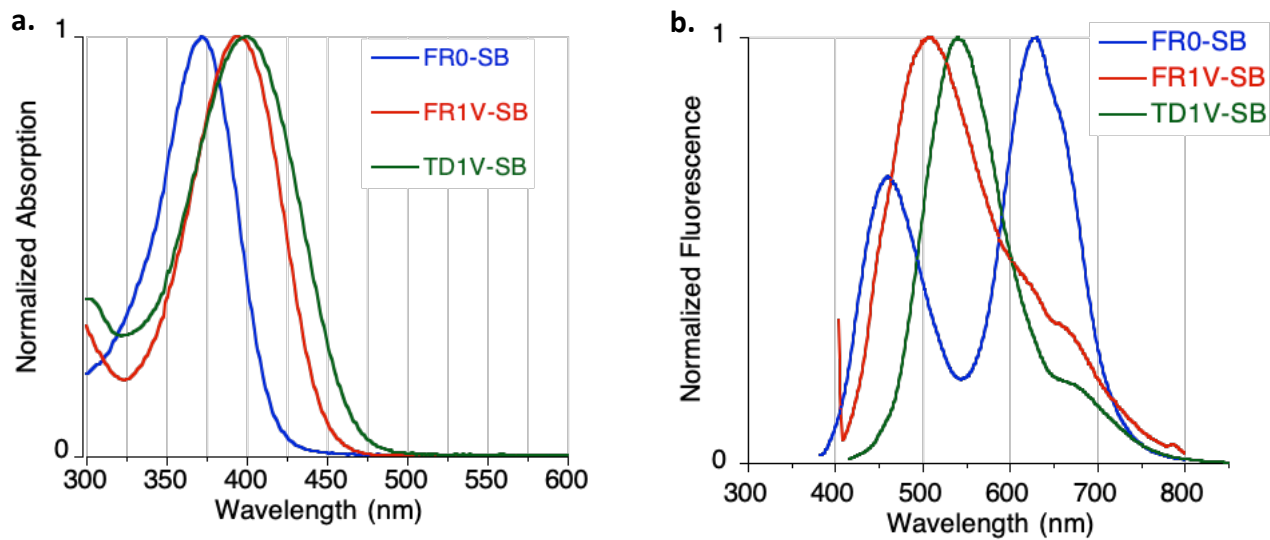 a.
1
Normalized Absorption
0
FR0-SB
FR1V-SB
TD1V-SB
300 350 400 450 500 550 600
Wavelength (nm)
b.
1
Normalized Fluorescence
0
FR0-SB
FR1V-SB
TD1V-SB
300 400 500 600 700 800
Wavelength (nm)